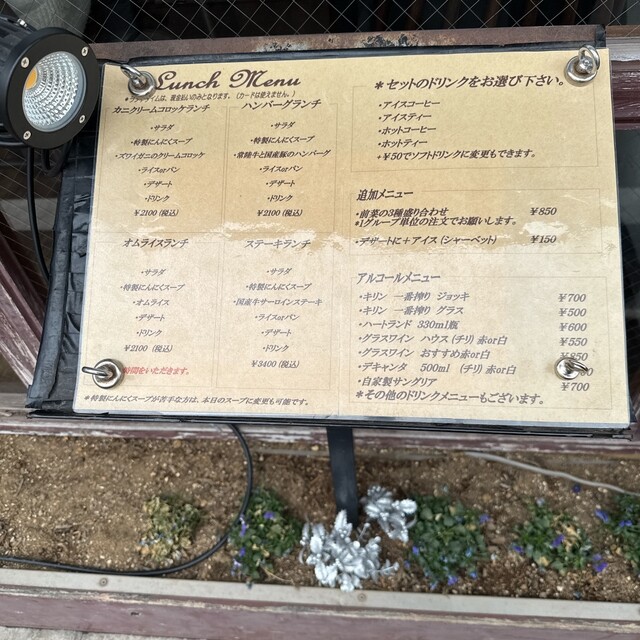 Lunch Menu
*ランチタイムは、現金払いのみとなります。(カードは使えません。)
カニクリームコロッケランチ
・サラダ
・特製にんにくスープ
・ズワイガニのクリームコロッケ
・ライスorパン
・デザート
・ドリンク
¥2100 (税込)
ハンバーグランチ
・サラダ
・特製にんにくスープ
・常陸牛と国産豚のハンバーグ
・ライスorパン
・デザート
・ドリンク
¥2100 (税込)
オムライスランチ
・サラダ
・特製にんにくスープ
・オムライス
・デザート
・ドリンク
¥2100 (税込)
ステーキランチ
・サラダ
・特製にんにくスープ
・国産牛サーロインステーキ
・ライスorパン
・デザート
・ドリンク
¥3400 (税込)
時間をいただきます。
*特製にんにくスープが苦手な方は、本日のスープに変更も可能です。
*セットのドリンクをお選び下さい。
・アイスコーヒー
・アイスティー
・ホットコーヒー
・ホットティー
・+¥50でソフトドリンクに変更もできます。
追加メニュー
・前菜の3種盛り合わせ ¥850
*1グループ単位の注文でお願いします。
・デザートに+アイス(シャーベット) ¥150
アルコールメニュー
・キリン 一番搾り ジョッキ ¥700
・キリン 一番搾り グラス ¥500
・ハートランド 330ml瓶 ¥600
・グラスワイン ハウス(チリ)赤or白 ¥550
・グラスワイン おすすめ赤or白 ¥850
・デキャンタ 500ml (チリ)赤or白
・自家製サングリア ¥700
*その他のドリンクメニューもございます。